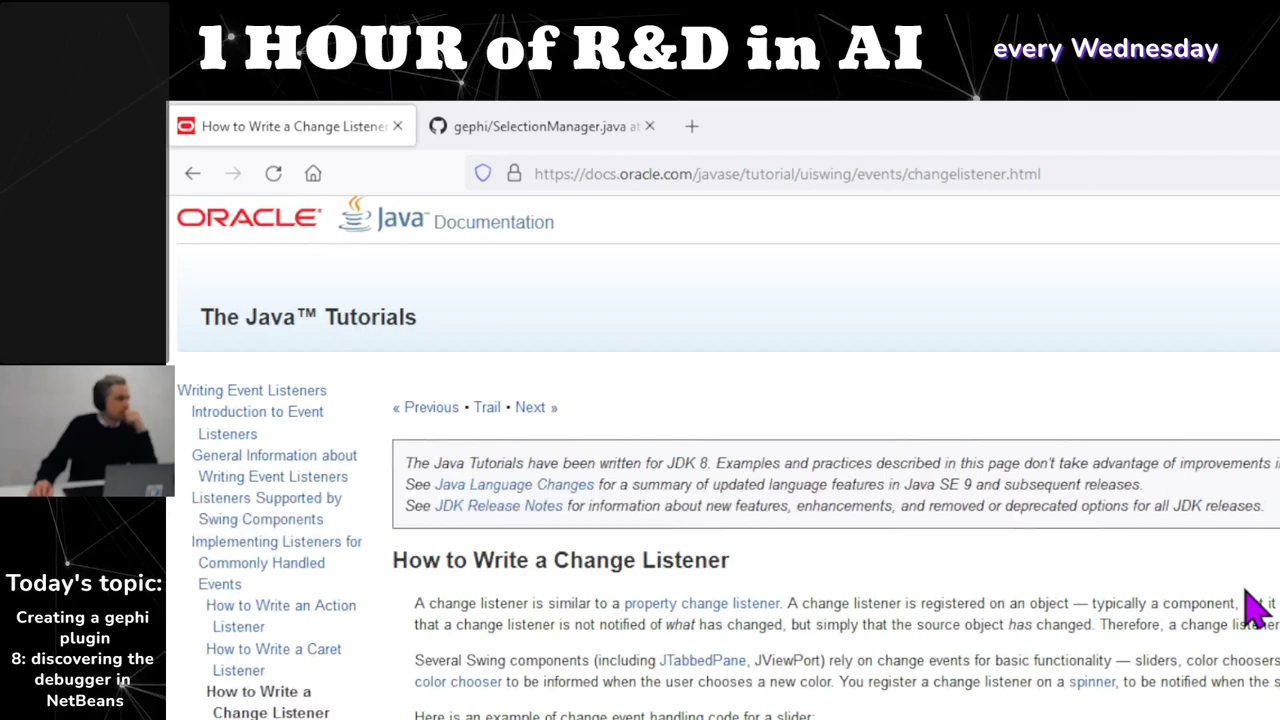 1 HOUR of R&D in AI
every Wednesday
How to Write a Change Listener
gephi/SelectionManager.java at
https://docs.oracle.com/javase/tutorial/uiswing/events/changelistener.html
ORACLE Java™ Documentation
The Java™ Tutorials
Writing Event Listeners
Introduction to Event
Listeners
General Information about
Writing Event Listeners
Listeners Supported by
Swing Components
Implementing Listeners for
Commonly Handled
Events
How to Write an Action
Listener
How to Write a Caret
Listener
How to Write a
Change Listener
« Previous • Trail • Next »
The Java Tutorials have been written for JDK 8. Examples and practices described in this page don't take advantage of improvements
See Java Language Changes for a summary of updated language features in Java SE 9 and subsequent releases.
See JDK Release Notes for information about new features, enhancements, and removed or deprecated options for all JDK releases.
How to Write a Change Listener
A change listener is similar to a property change listener. A change listener is registered on an object — typically a component, it
that a change listener is not notified of what has changed, but simply that the source object has changed. Therefore, a change listener
Several Swing components (including JTabbedPane, JViewPort) rely on change events for basic functionality — sliders, color choosers
color chooser to be informed when the user chooses a new color. You register a change listener on a spinner, to be notified when the s
Here is an example of change event handling code for a slider:
Today's topic:
Creating a gephi
plugin
8: discovering the
debugger in
NetBeans